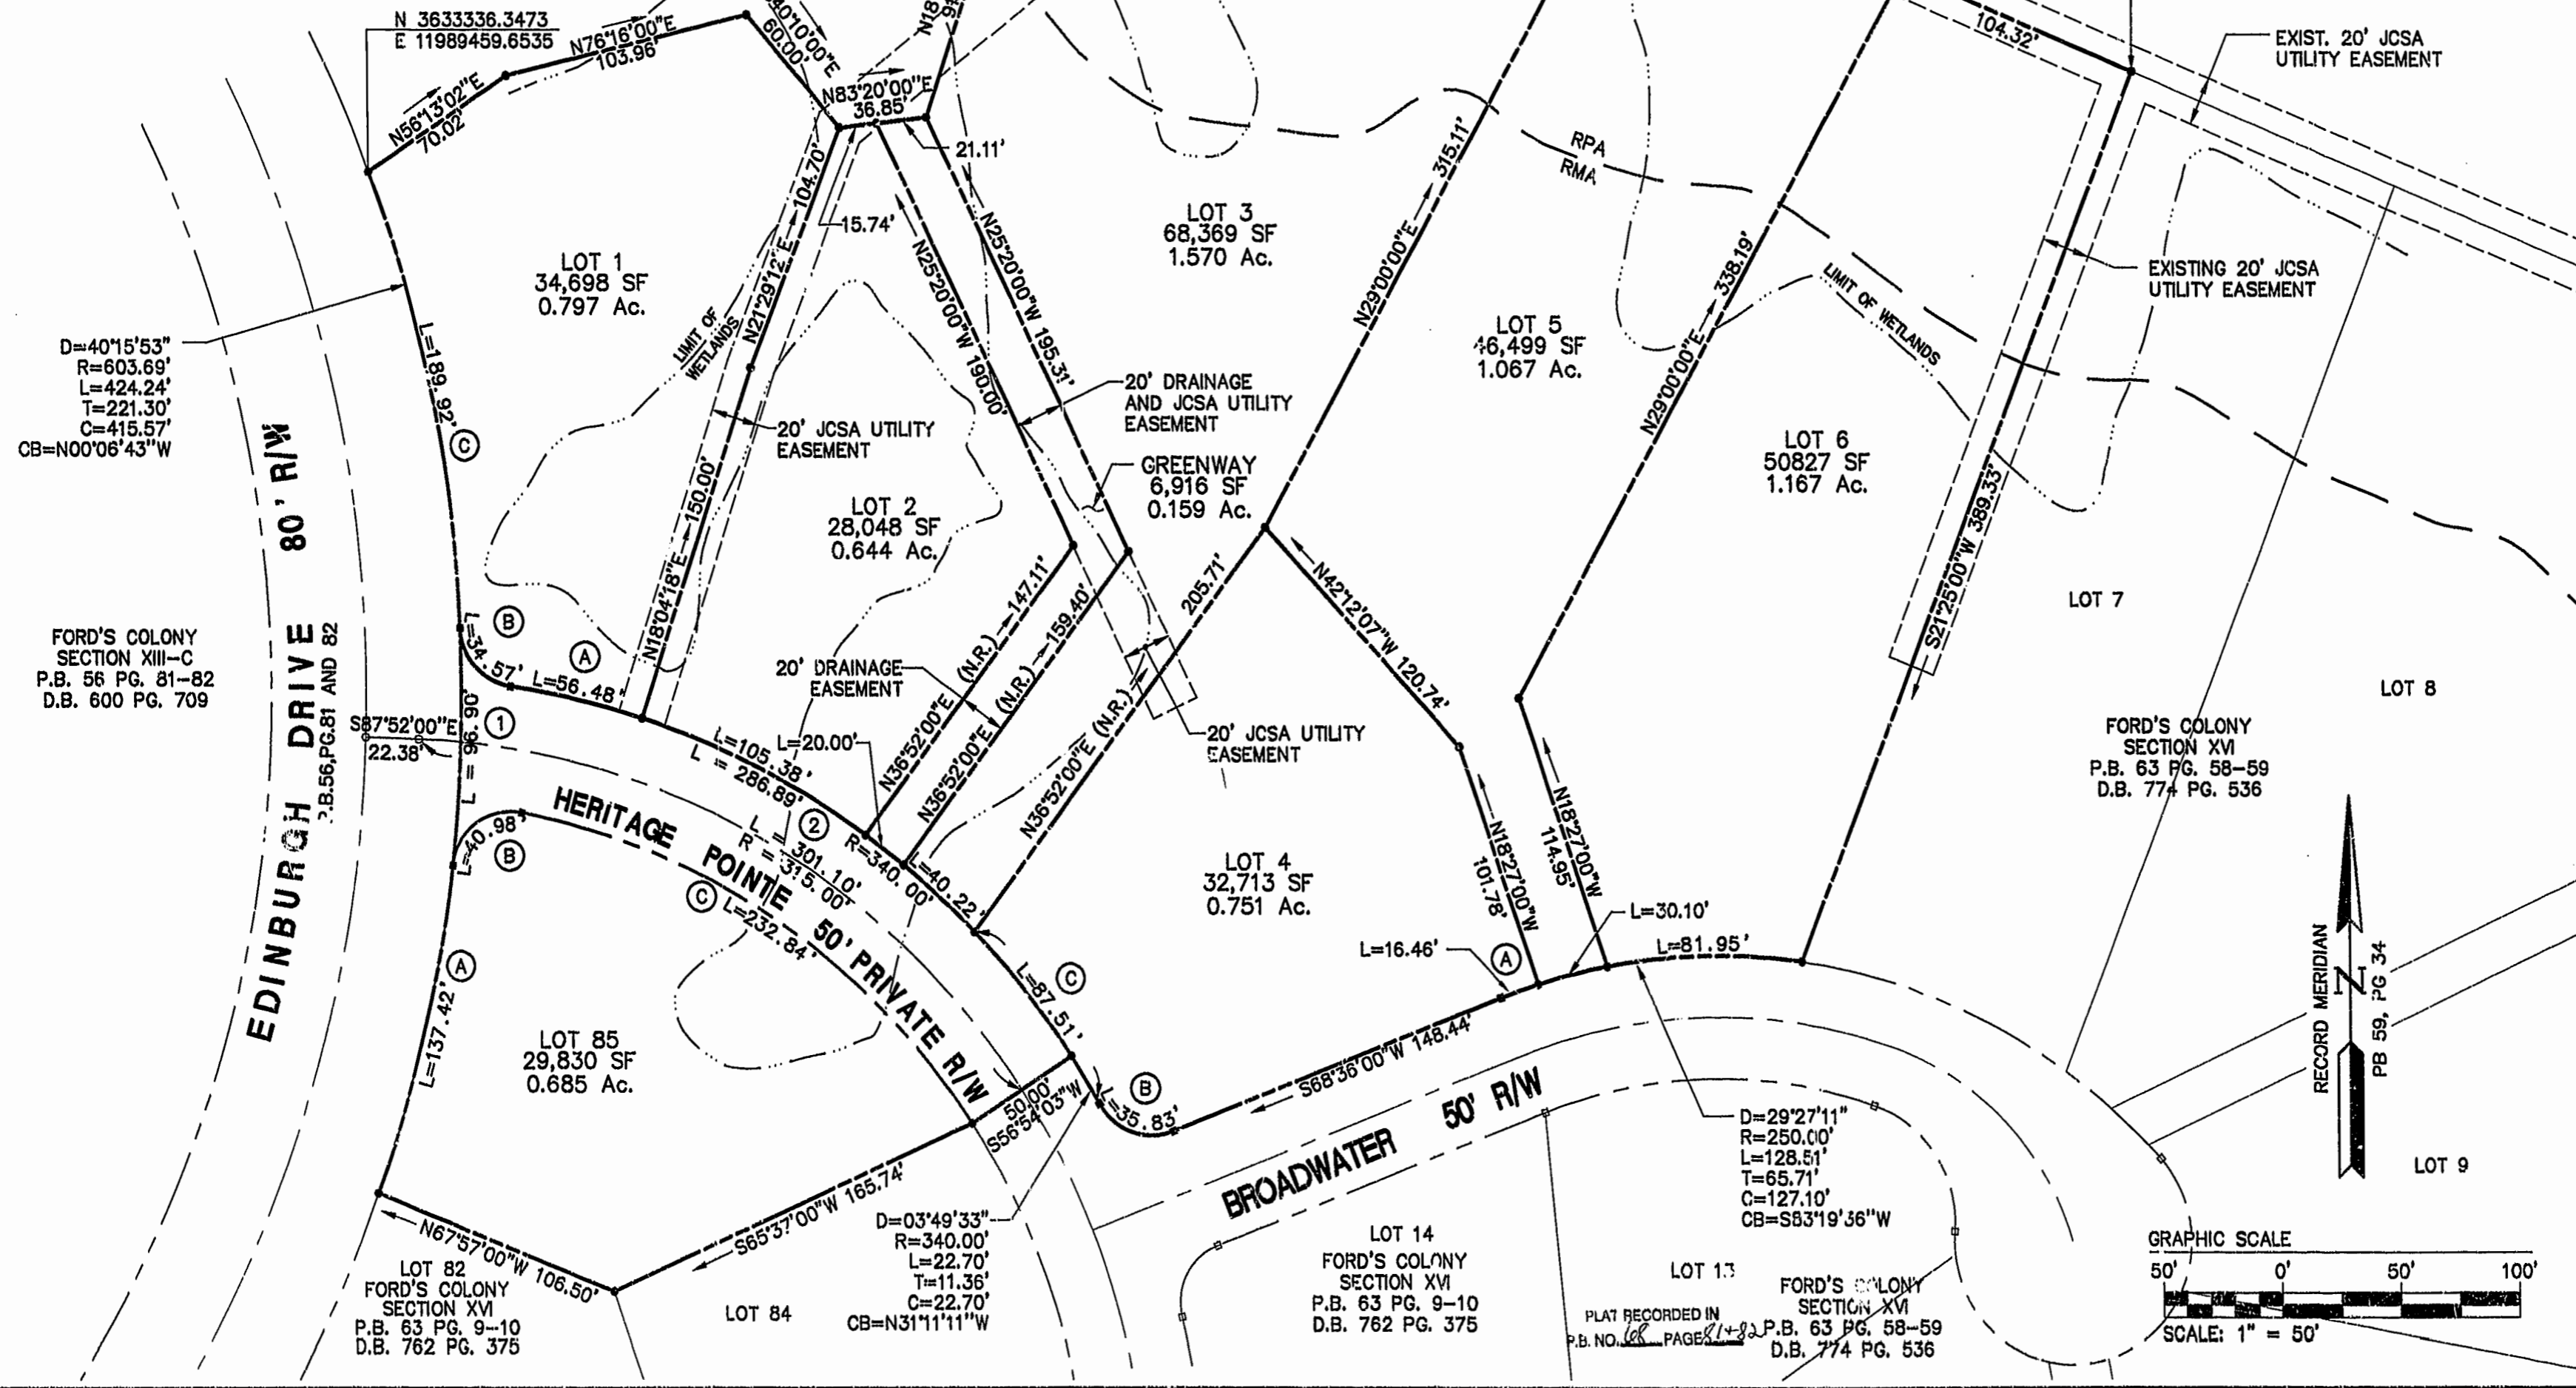 N 3633336.3473
E 11989459.6535
N56°13'02"E
70.02'
N76°16'00"E
103.96'
40°10'00"E
60.00'
N83°20'00"E
36.85'
N18°
21.11'
15.74'
104.32'
EXIST. 20' JCSA
UTILITY EASEMENT
RPA
RMA
LOT 1
34,698 SF
0.797 Ac.
LOT 3
68,369 SF
1.570 Ac.
LOT 5
46,499 SF
1.067 Ac.
LOT 6
50827 SF
1.167 Ac.
LOT 2
28,048 SF
0.644 Ac.
GREENWAY
6,916 SF
0.159 Ac.
LIMIT OF
WETLANDS
LIMIT OF WETLANDS
EXISTING 20' JCSA
UTILITY EASEMENT
D=40°15'53"
R=603.69'
L=424.24'
T=221.30'
C=415.57'
CB=N00°06'43"W
L=189.92'
C
N21°29'12"E 104.70'
N18°04'18"E 150.00'
N25°20'00"W 190.00'
N25°20'00"W 195.31'
N29°00'00"E 315.11'
N29°00'00"E 338.19'
S21°25'00"W 389.33'
20' DRAINAGE
AND JCSA UTILITY
EASEMENT
20' JCSA UTILITY
EASEMENT
EDINBURGH DRIVE 80' R/W
P.B.56,PG.81 AND 82
FORD'S COLONY
SECTION XIII-C
P.B. 56 PG. 81-82
D.B. 600 PG. 709
B
L=34.57'
A
L=56.48'
S87°52'00"E
22.38'
1
L = 96.90'
20' DRAINAGE
EASEMENT
L=20.00'
L=105.38'
L = 286.89'
2
R=340.00'
L = 301.10'
R = 315.00'
L=40.22'
N36°52'00"E (N.R.) 147.11'
N36°52'00"E (N.R.) 159.40'
N36°52'00"E (N.R.) 205.71'
N42°12'07"W 120.74'
20' JCSA UTILITY
EASEMENT
LOT 7
LOT 8
FORD'S COLONY
SECTION XVI
P.B. 63 PG. 58-59
D.B. 774 PG. 536
HERITAGE POINTE 50' PRIVATE R/W
L=40.98'
B
C
L=232.84'
LOT 4
32,713 SF
0.751 Ac.
N18°27'00"W
101.78'
N18°27'00"W
114.95'
L=30.10'
L=16.46'
A
L=81.95'
C
L=87.51'
A
L=137.42'
LOT 85
29,830 SF
0.685 Ac.
50.00'
S56°54'03"W
B
L=35.83'
S68°36'00"W 148.44'
BROADWATER 50' R/W
D=29°27'11"
R=250.00'
L=128.51'
T=65.71'
C=127.10'
CB=S83°19'36"W
RECORD MERIDIAN
N
PB 59, PG 34
LOT 9
S65°37'00"W 165.74'
N67°57'00"W 106.50'
D=03°49'33"
R=340.00'
L=22.70'
T=11.36'
C=22.70'
CB=N31°11'11"W
LOT 82
FORD'S COLONY
SECTION XVI
P.B. 63 PG. 9-10
D.B. 762 PG. 375
LOT 84
LOT 14
FORD'S COLONY
SECTION XVI
P.B. 63 PG. 9-10
D.B. 762 PG. 375
LOT 13
FORD'S COLONY
SECTION XVI
P.B. 63 PG. 58-59
D.B. 774 PG. 536
PLAT RECORDED IN
P.B. NO. 68 PAGE 81+82
GRAPHIC SCALE
50' 0' 50' 100'
SCALE: 1" = 50'